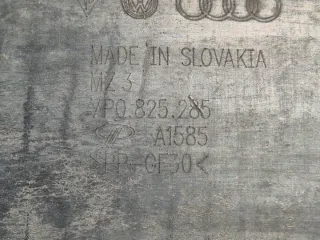 MADE IN SLOVAKIA
MZ 3
7P0 825.285
A1585
>PP-GF30<